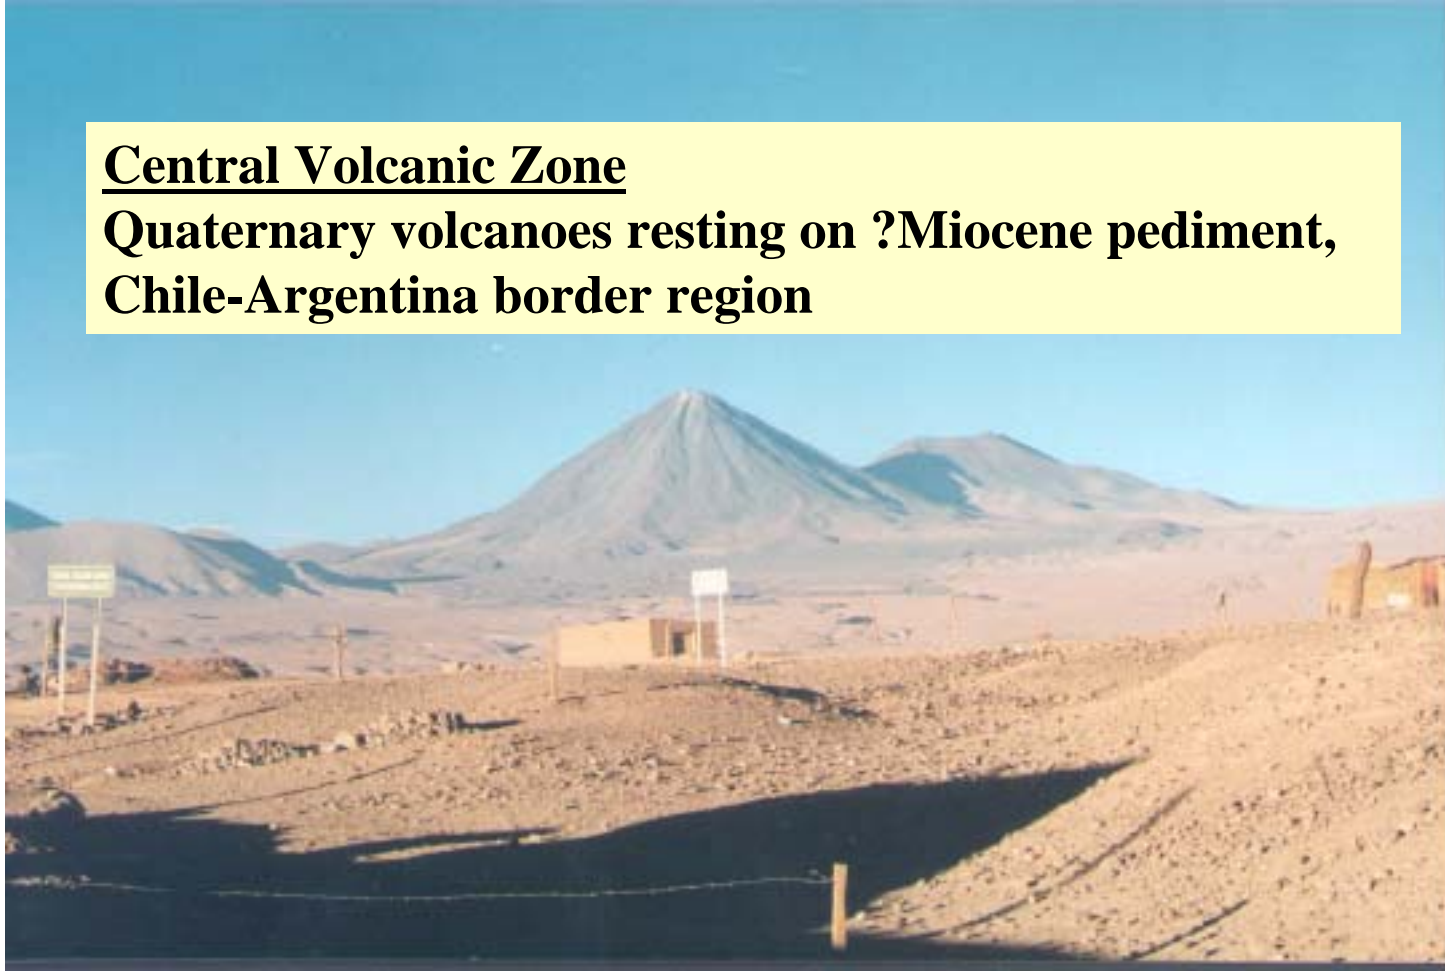 Central Volcanic Zone
Quaternary volcanoes resting on ?Miocene pediment,
Chile-Argentina border region